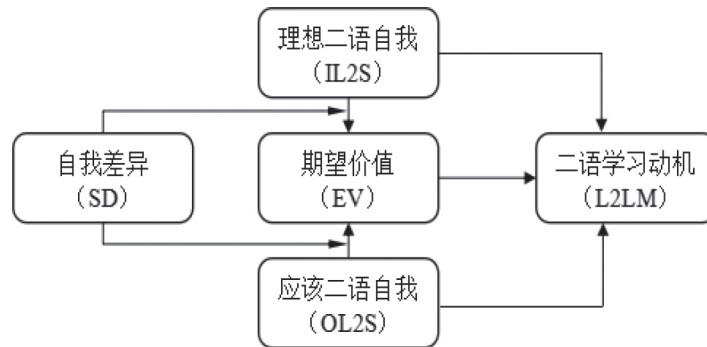 理想二语自我
（IL2S）
自我差异
（SD）
期望价值
（EV）
二语学习动机
（L2LM）
应该二语自我
（OL2S）